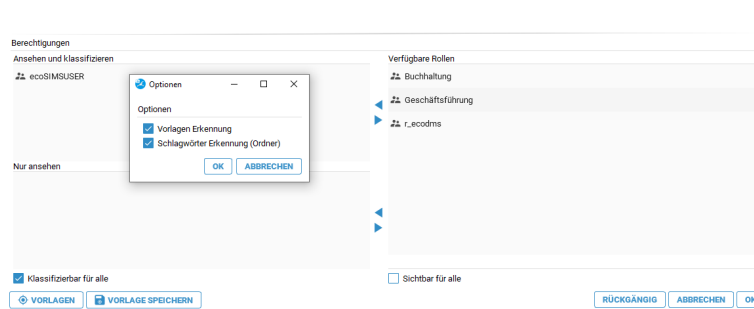 Berechtigungen
Ansehen und klassifizieren
ecoSIMSUSER
Optionen
Optionen
Vorlagen Erkennung
Schlagwörter Erkennung (Ordner)
OK
ABBRECHEN
Nur ansehen
Klassifizierbar für alle
VORLAGEN
VORLAGE SPEICHERN
Verfügbare Rollen
Buchhaltung
Geschäftsführung
r_ecodms
Sichtbar für alle
RÜCKGÄNGIG
ABBRECHEN
OK